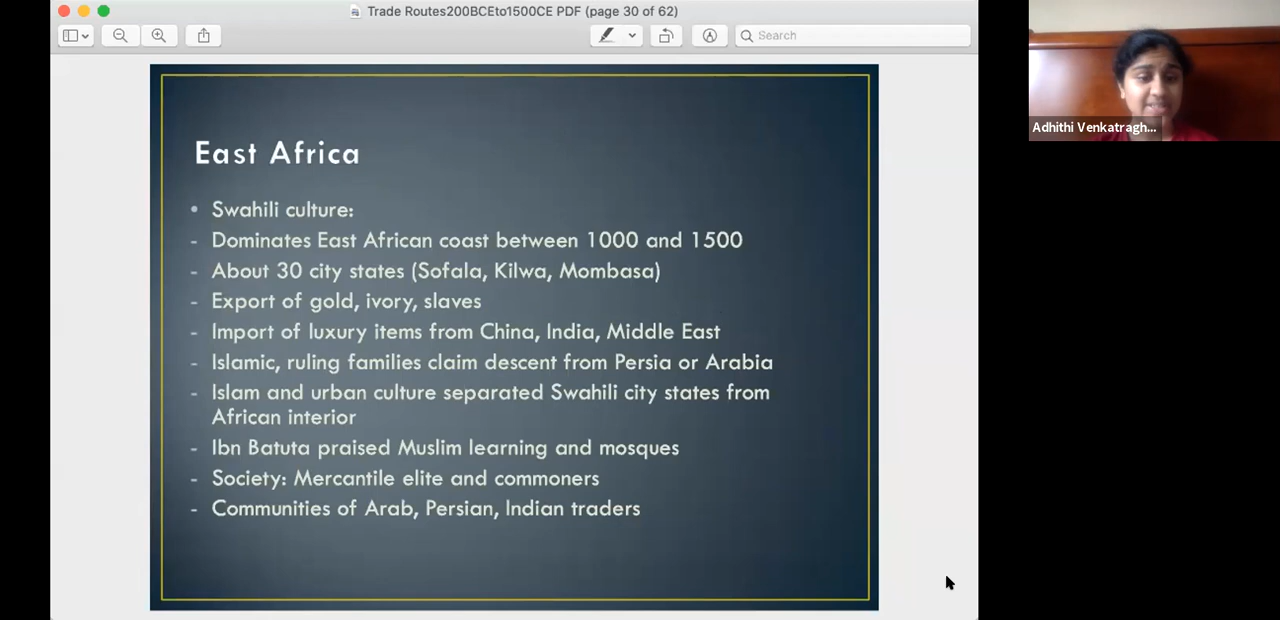 Trade Routes200BCEto1500CE PDF (page 30 of 62)
Search
East Africa
• Swahili culture:
- Dominates East African coast between 1000 and 1500
- About 30 city states (Sofala, Kilwa, Mombasa)
- Export of gold, ivory, slaves
- Import of luxury items from China, India, Middle East
- Islamic, ruling families claim descent from Persia or Arabia
- Islam and urban culture separated Swahili city states from
African interior
- Ibn Batuta praised Muslim learning and mosques
- Society: Mercantile elite and commoners
- Communities of Arab, Persian, Indian traders
Adhithi Venkatragh...